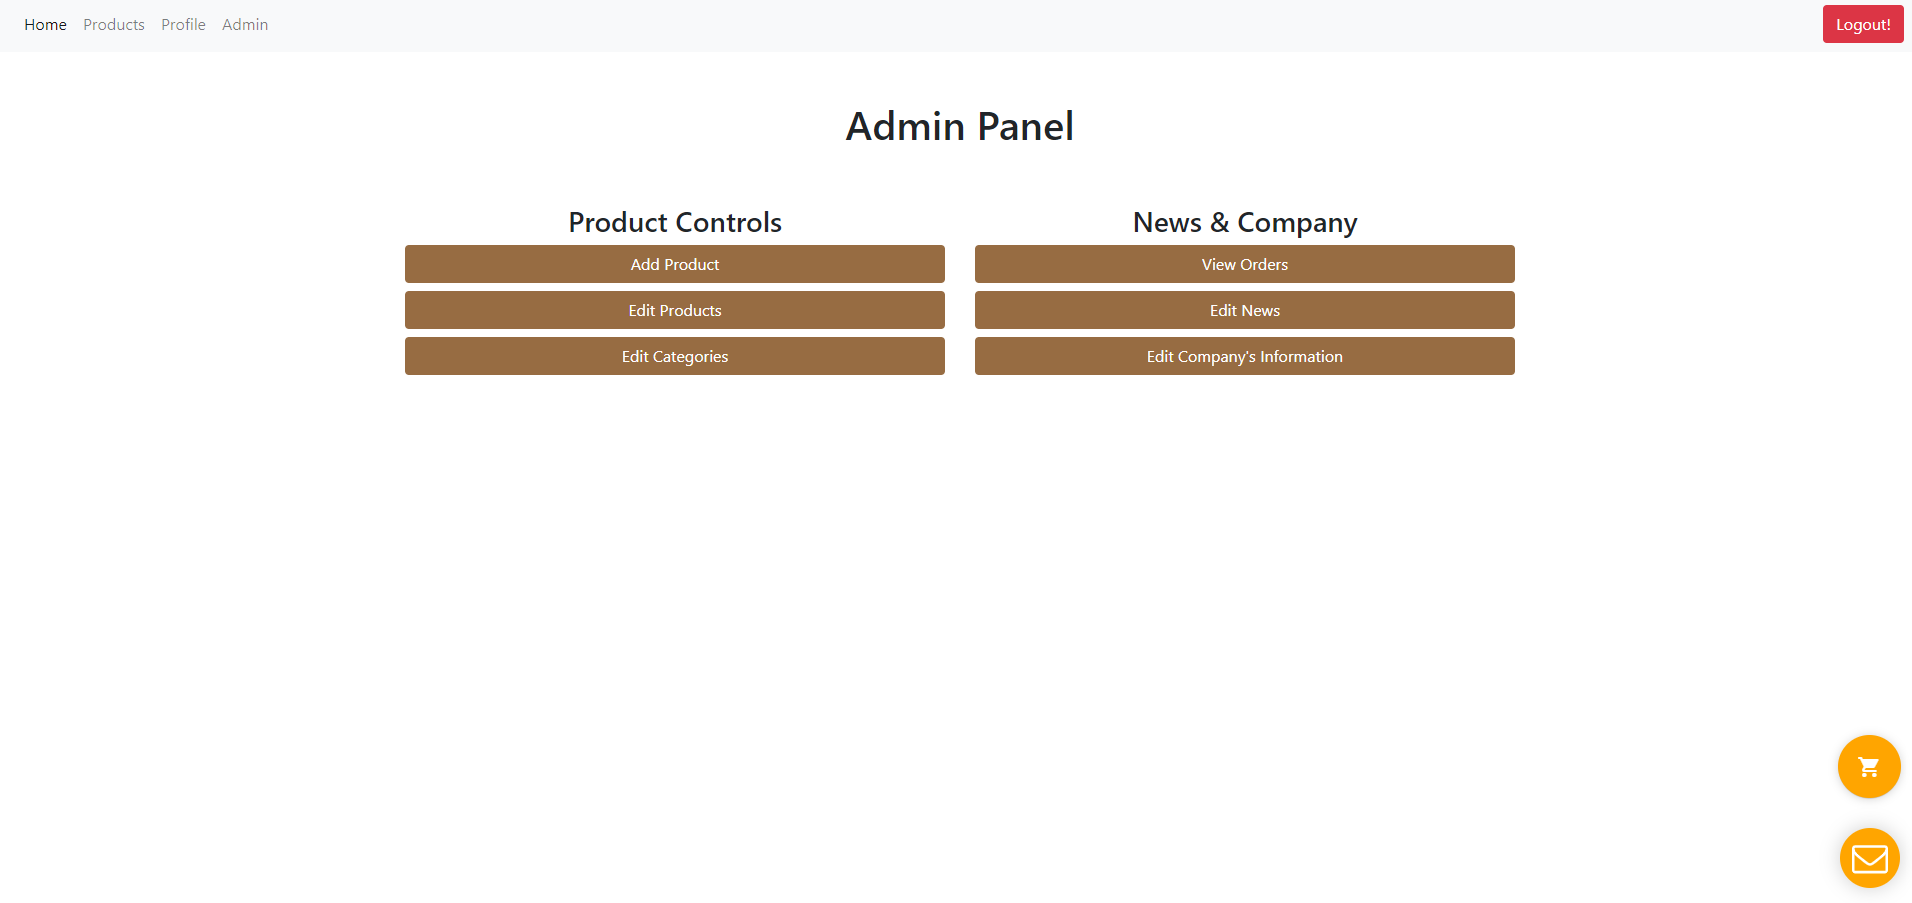 Home Products Profile Admin Logout!
Admin Panel
Product Controls
Add Product
Edit Products
Edit Categories
News & Company
View Orders
Edit News
Edit Company's Information